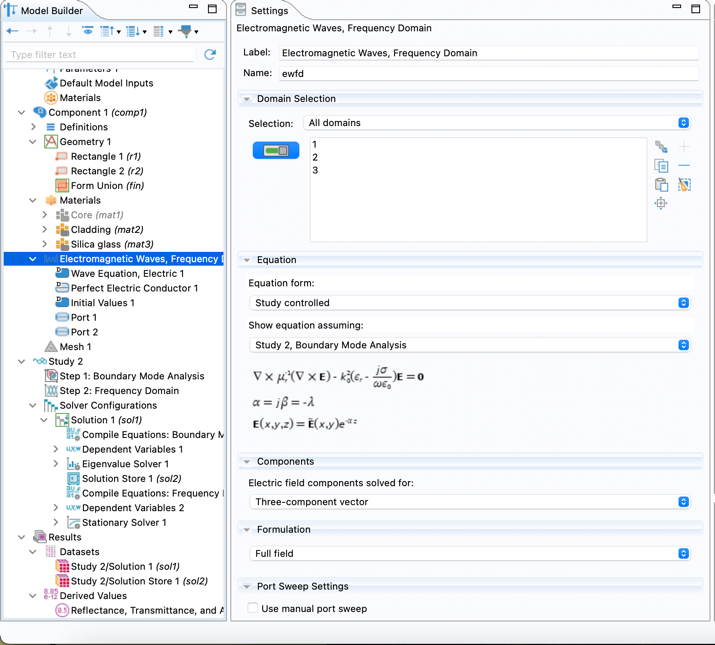 Model Builder
Type filter text
Parameters 1
Default Model Inputs
Materials
Component 1 (comp1)
Definitions
Geometry 1
Rectangle 1 (r1)
Rectangle 2 (r2)
Form Union (fin)
Materials
Core (mat1)
Cladding (mat2)
Silica glass (mat3)
Electromagnetic Waves, Frequency D
Wave Equation, Electric 1
Perfect Electric Conductor 1
Initial Values 1
Port 1
Port 2
Mesh 1
Study 2
Step 1: Boundary Mode Analysis
Step 2: Frequency Domain
Solver Configurations
Solution 1 (sol1)
Compile Equations: Boundary M
Dependent Variables 1
Eigenvalue Solver 1
Solution Store 1 (sol2)
Compile Equations: Frequency
Dependent Variables 2
Stationary Solver 1
Results
Datasets
Study 2/Solution 1 (sol1)
Study 2/Solution Store 1 (sol2)
Derived Values
Reflectance, Transmittance, and A
Settings
Electromagnetic Waves, Frequency Domain
Label: Electromagnetic Waves, Frequency Domain
Name: ewfd
Domain Selection
Selection: All domains
1
2
3
Equation
Equation form:
Study controlled
Show equation assuming:
Study 2, Boundary Mode Analysis
∇ × μr⁻¹(∇ × E) - k₀²(εr - jσ/ωε₀)E = 0
α = jβ = -λ
E(x,y,z) = Ẽ(x,y)e^-αz
Components
Electric field components solved for:
Three-component vector
Formulation
Full field
Port Sweep Settings
Use manual port sweep